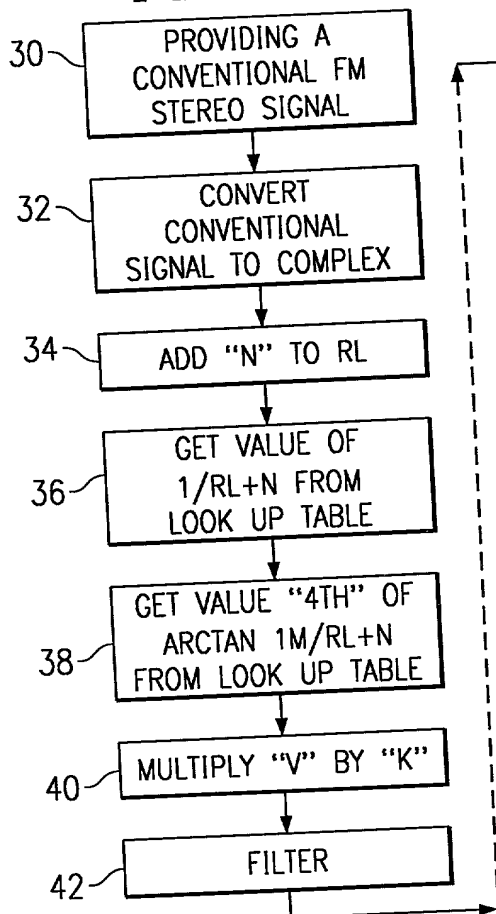 30
PROVIDING A
CONVENTIONAL FM
STEREO SIGNAL
32
CONVERT
CONVENTIONAL
SIGNAL TO COMPLEX
34
ADD "N" TO RL
36
GET VALUE OF
1/RL+N FROM
LOOK UP TABLE
38
GET VALUE "4TH" OF
ARCTAN 1M/RL+N
FROM LOOK UP TABLE
40
MULTIPLY "V" BY "K"
42
FILTER